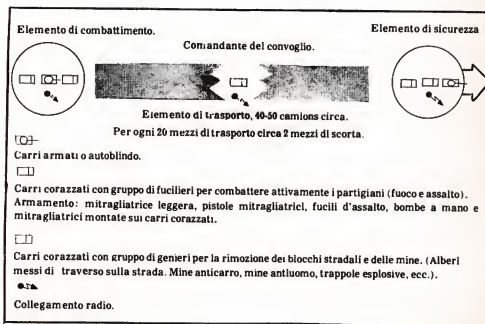 Elemento di combattimento.
Elemento di sicurezza
Comandante del convoglio.
Elemento di trasporto, 40-50 camions circa.
Per ogni 20 mezzi di trasporto circa 2 mezzi di scorta.
Carri armati o autoblindo.
Carri corazzati con gruppo di fucilieri per combattere attivamente i partigiani (fuoco e assalto).
Armamento: mitragliatrice leggera, pistole mitragliatrici, fucili d'assalto, bombe a mano e
mitragliatrici montate sui carri corazzati.
Carri corazzati con gruppo di genieri per la rimozione dei blocchi stradali e delle mine. (Alberi
messi di traverso sulla strada. Mine anticarro, mine antiuomo, trappole esplosive, ecc.).
Collegamento radio.